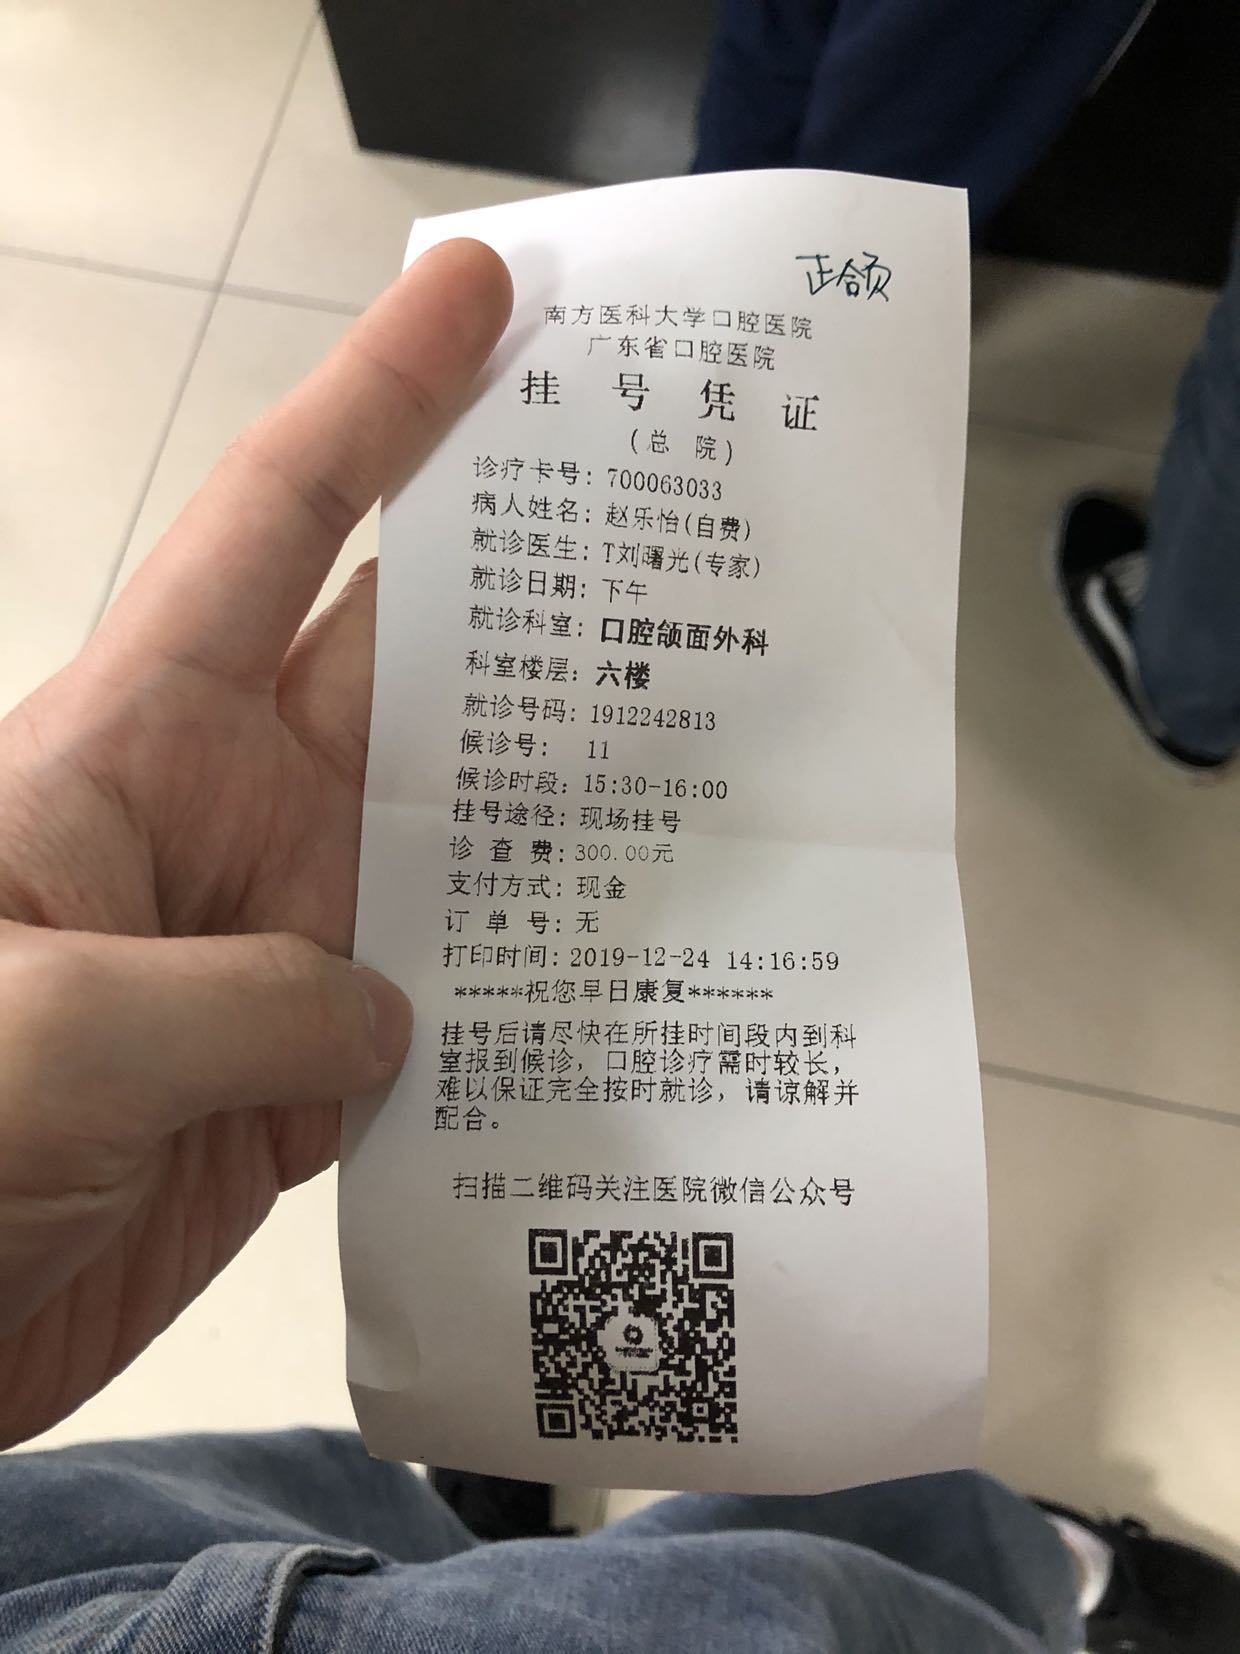 正颌
南方医科大学口腔医院
广东省口腔医院
挂号凭证
(总院)
诊疗卡号: 700063033
病人姓名: 赵乐怡(自费)
就诊医生: T刘曙光(专家)
就诊日期: 下午
就诊科室: 口腔颌面外科
科室楼层: 六楼
就诊号码: 1912242813
候诊号: 11
候诊时段: 15:30-16:00
挂号途径: 现场挂号
诊查费: 300.00元
支付方式: 现金
订单号: 无
打印时间: 2019-12-24 14:16:59
*****祝您早日康复******
挂号后请尽快在所挂时间段内到科
室报到候诊，口腔诊疗需时较长，
难以保证完全按时就诊，请谅解并
配合。
扫描二维码关注医院微信公众号